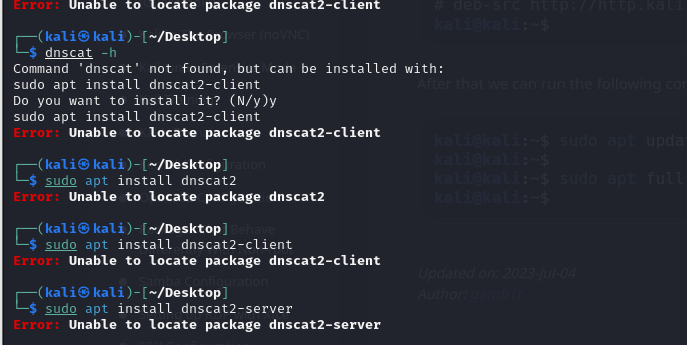 Error: Unable to locate package dnscat2-client
# deb-src http://http.kali
kali@kali:~$
┌──(kali㉿kali)-[~/Desktop]
└─$ dnscat -h
Command 'dnscat' not found, but can be installed with:
sudo apt install dnscat2-client
Do you want to install it? (N/y)y
sudo apt install dnscat2-client
Error: Unable to locate package dnscat2-client
┌──(kali㉿kali)-[~/Desktop]
└─$ sudo apt install dnscat2
Error: Unable to locate package dnscat2
┌──(kali㉿kali)-[~/Desktop]
└─$ sudo apt install dnscat2-client
Error: Unable to locate package dnscat2-client
┌──(kali㉿kali)-[~/Desktop]
└─$ sudo apt install dnscat2-server
Error: Unable to locate package dnscat2-server
wser (noVNC)
ration
Behave
Samba Configuration
After that we can run the following co
kali@kali:~$ sudo apt upda
kali@kali:~$
kali@kali:~$ sudo apt full
kali@kali:~$
Updated on: 2023-Jul-04
Author: